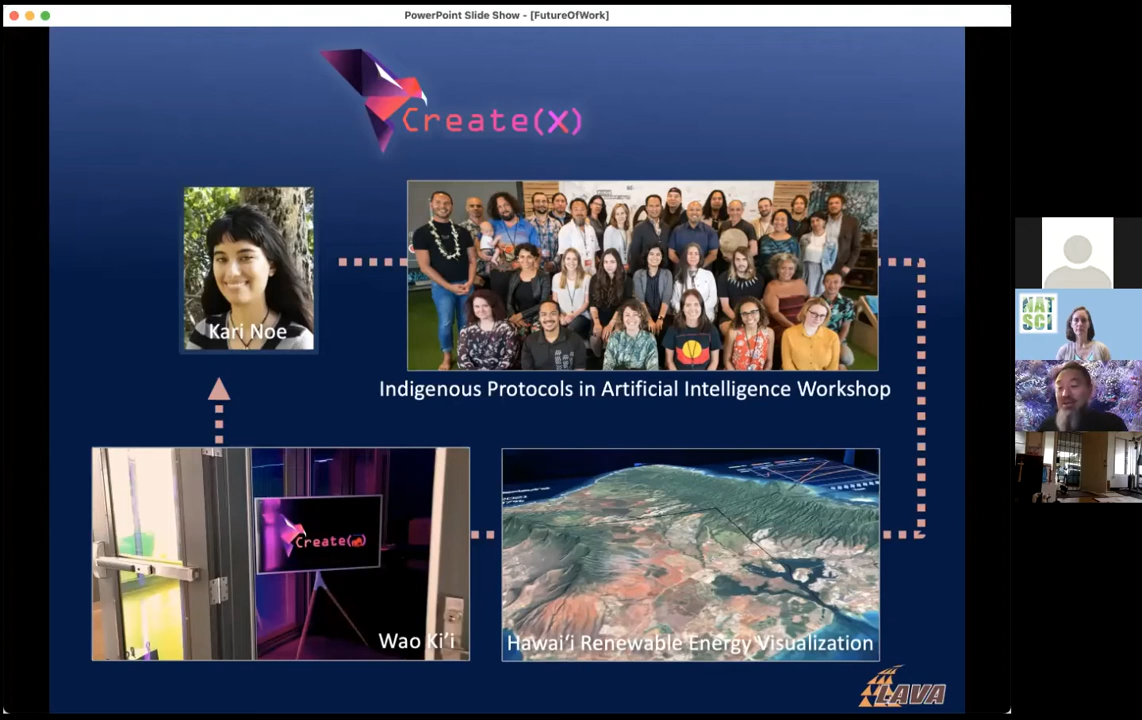 PowerPoint Slide Show - [FutureOfWork]
Create(x)
Kari Noe
Indigenous Protocols in Artificial Intelligence Workshop
Create(x)
Wao Ki'i
Hawai'i Renewable Energy Visualization
LAVA
NAT
SCI